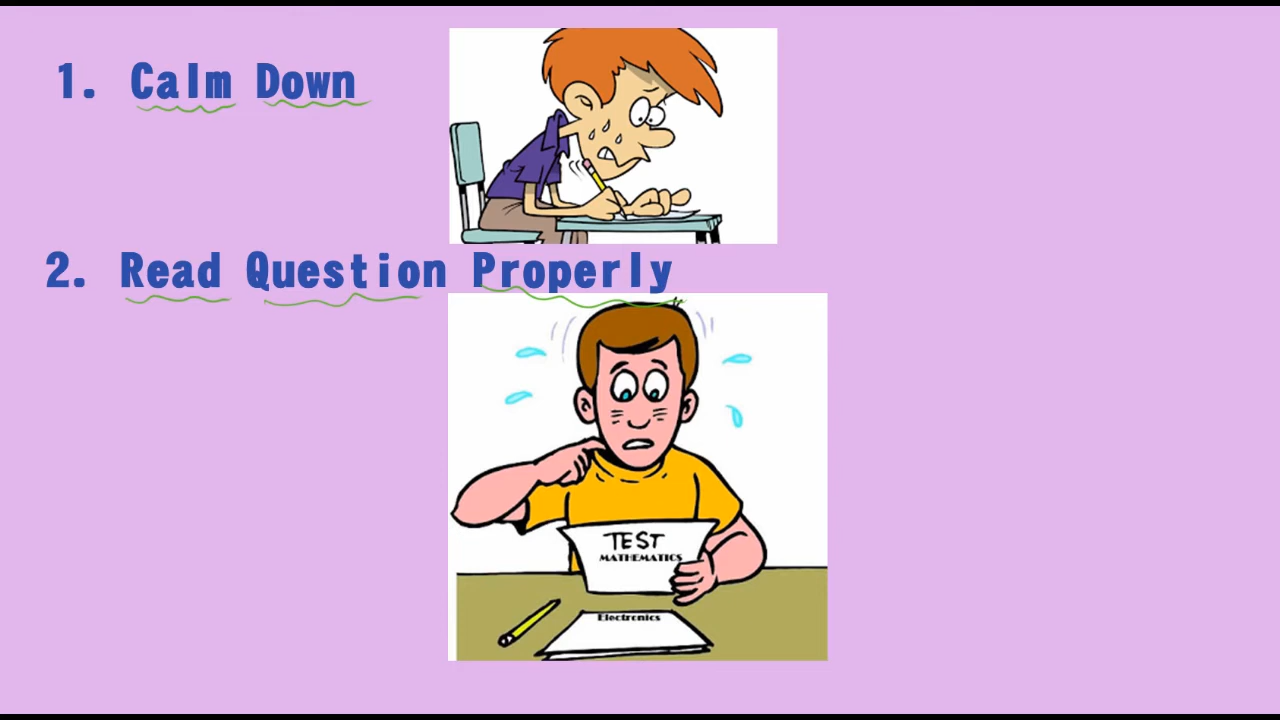 1. Calm Down
2. Read Question Properly
TEST
MATHEMATICS
Electronics